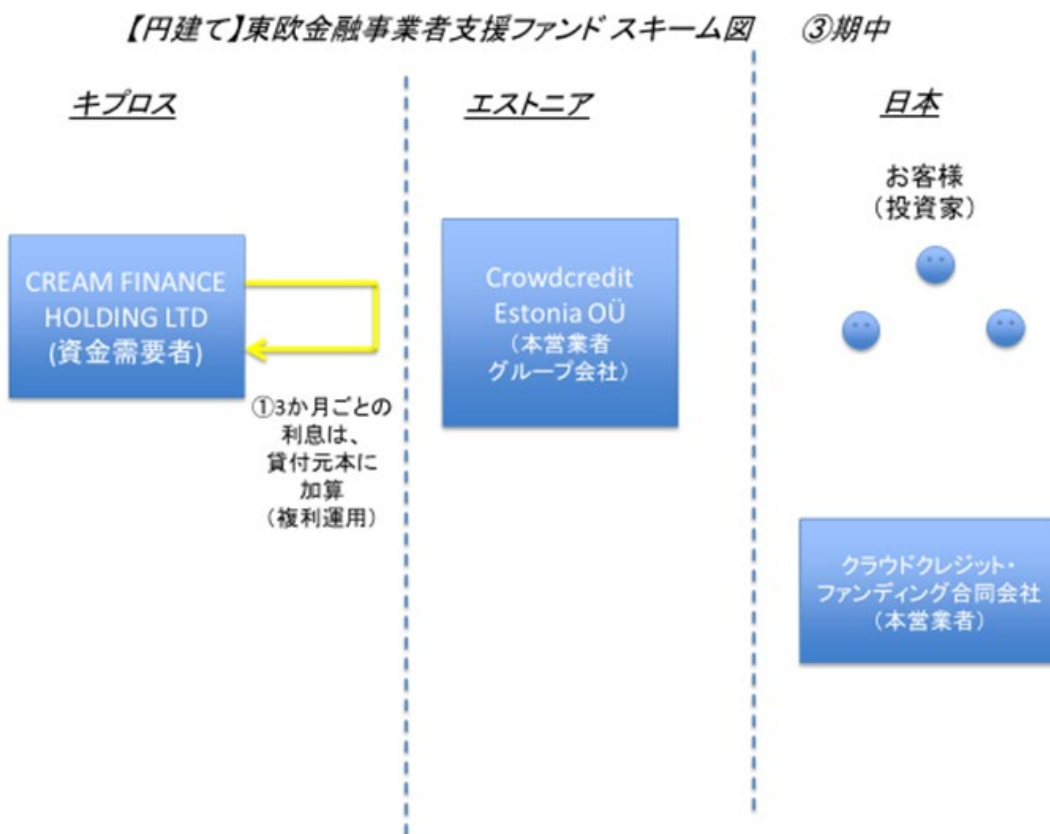 【円建て】東欧金融事業者支援ファンド スキーム図　③期中
キプロス
エストニア
日本
お客様
（投資家）
CREAM FINANCE
HOLDING LTD
(資金需要者)
Crowdcredit
Estonia OÜ
（本営業者
グループ会社）
①3か月ごとの
利息は、
貸付元本に
加算
（複利運用）
クラウドクレジット・
ファンディング合同会社
（本営業者）